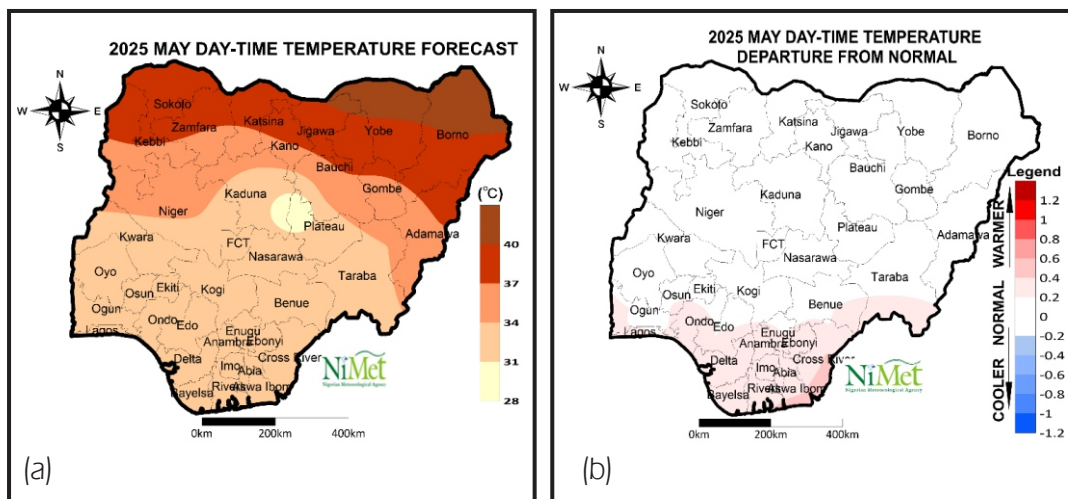 2025 MAY DAY-TIME TEMPERATURE FORECAST
N
W E
S
Sokoto
Katsina
Zamfara
Jigawa
Yobe
Borno
Kebbi
Kano
Bauchi
Kaduna
Gombe
Niger
Plateau
Adamawa
Kwara
FCT
Nasarawa
Oyo
Taraba
Ekiti
Kogi
Osun
Benue
Ogun
Ondo
Edo
Lagos
Enugu
Anambra
Ebonyi
Delta
Cross River
Imo
Abia
Rivers
Akwa Ibom
Bayelsa
(°C)
40
37
34
31
28
NiMet
Nigerian Meteorological Agency
0km 200km 400km
(a)
2025 MAY DAY-TIME TEMPERATURE
DEPARTURE FROM NORMAL
N
W E
S
Sokoto
Katsina
Zamfara
Jigawa
Yobe
Borno
Kebbi
Kano
Bauchi
Kaduna
Gombe
Niger
Plateau
Adamawa
Kwara
FCT
Nasarawa
Oyo
Taraba
Ekiti
Kogi
Osun
Benue
Ogun
Ondo
Edo
Lagos
Enugu
Anambra
Ebonyi
Delta
Cross River
Imo
Abia
Rivers
Akwa Ibom
Bayelsa
Legend
COOLER NORMAL WARMER
1.2
1
0.8
0.6
0.4
0.2
0
-0.2
-0.4
-0.6
-0.8
-1
-1.2
NiMet
Nigerian Meteorological Agency
0km 200km 400km
(b)